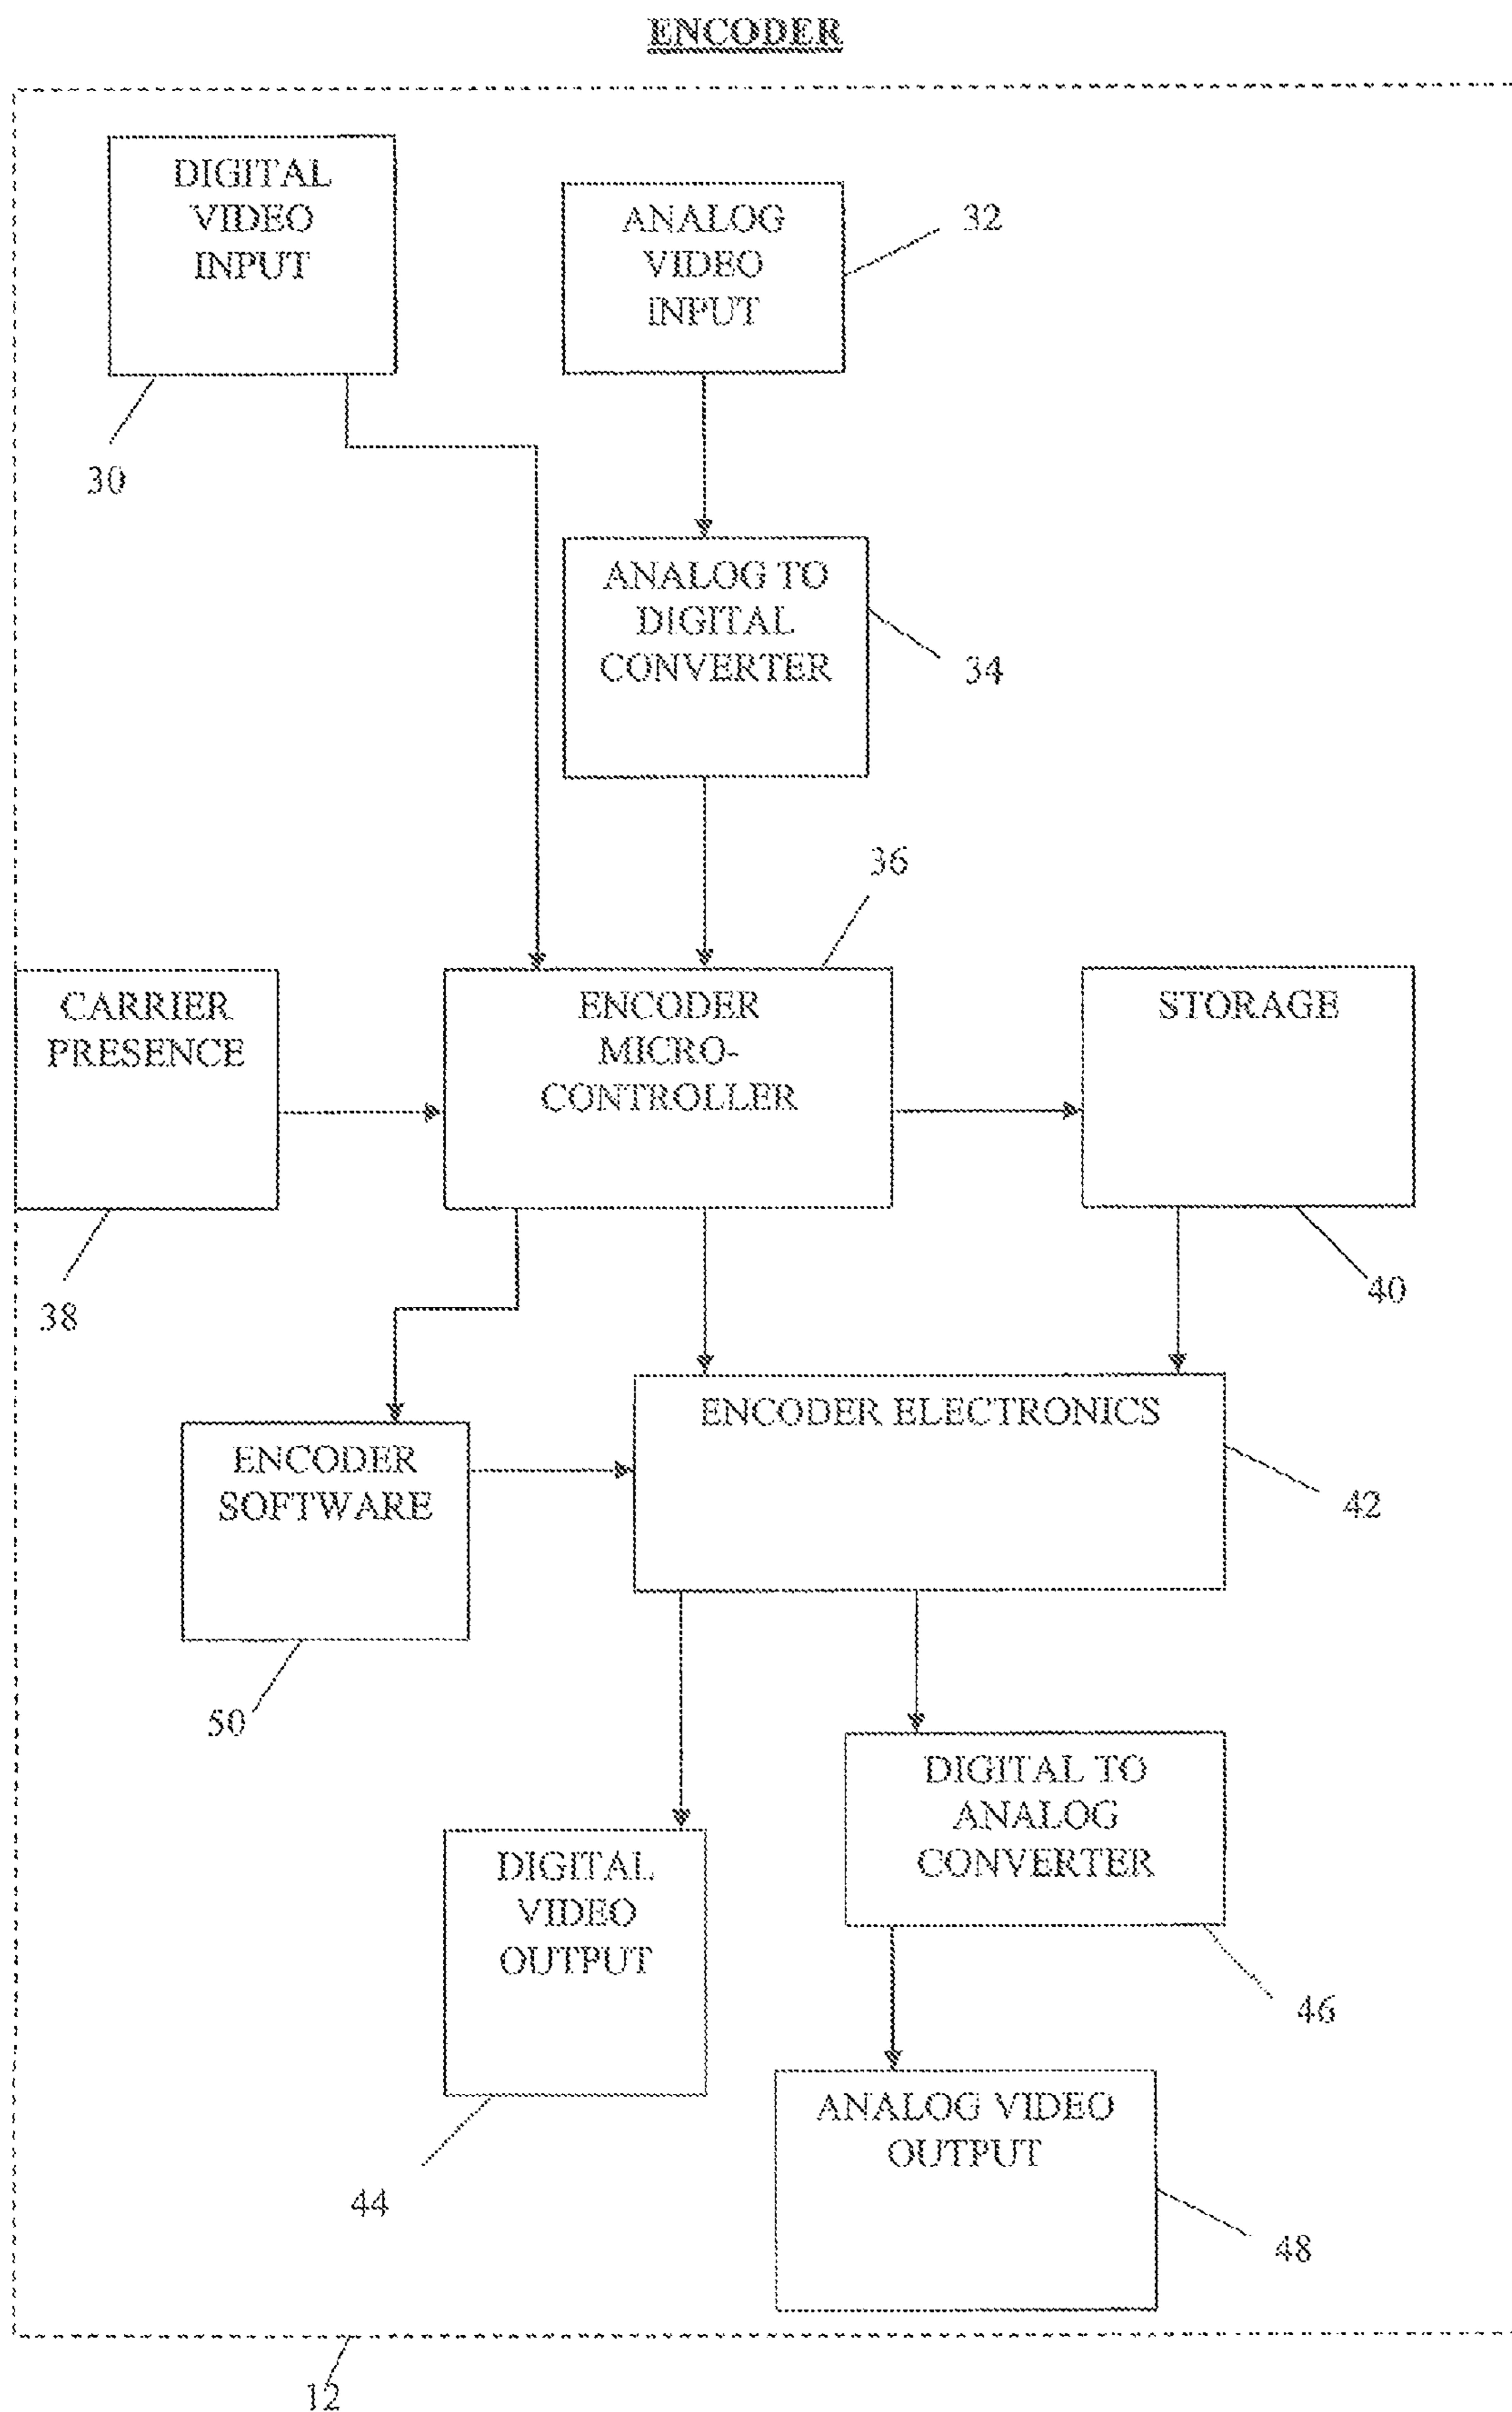 ENCODER
DIGITAL
VIDEO
INPUT
30
ANALOG
VIDEO
INPUT
32
ANALOG TO
DIGITAL
CONVERTER
34
36
CARRIER
PRESENCE
38
ENCODER
MICRO-
CONTROLLER
STORAGE
40
ENCODER ELECTRONICS
42
ENCODER
SOFTWARE
50
DIGITAL TO
ANALOG
CONVERTER
46
DIGITAL
VIDEO
OUTPUT
44
ANALOG VIDEO
OUTPUT
48
12